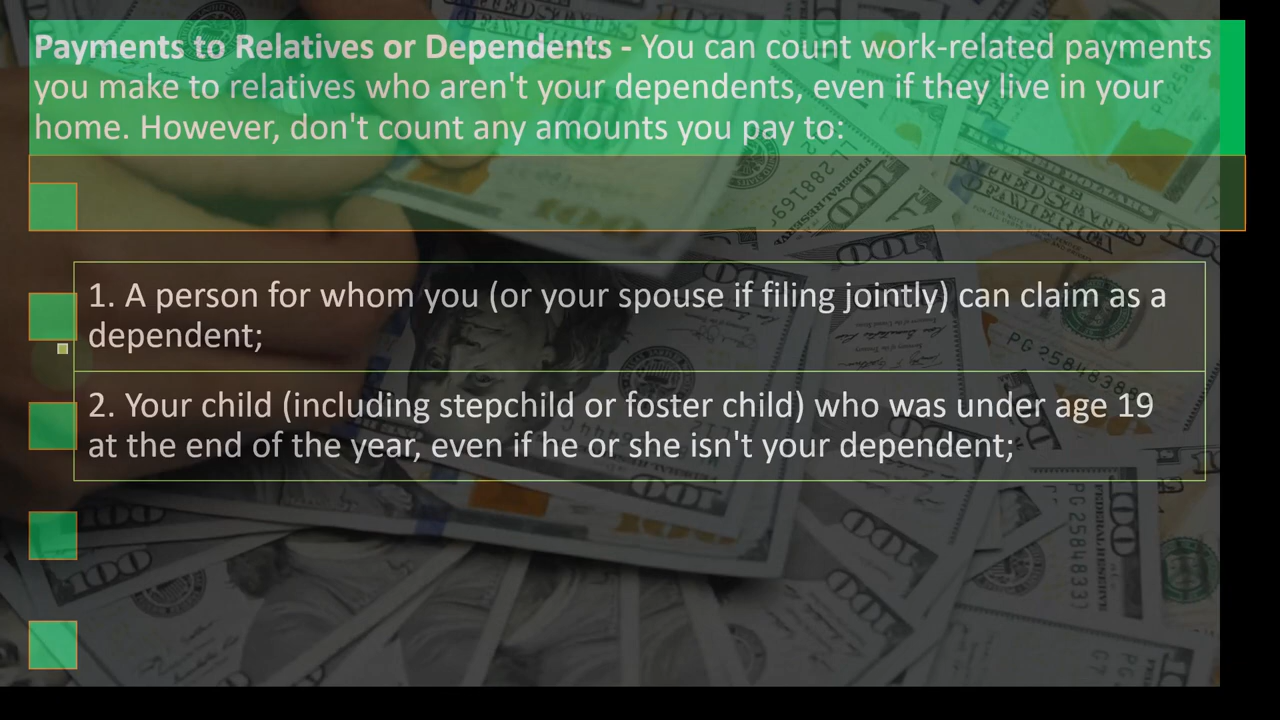 Payments to Relatives or Dependents - You can count work-related payments
you make to relatives who aren't your dependents, even if they live in your
home. However, don't count any amounts you pay to:
1. A person for whom you (or your spouse if filing jointly) can claim as a
dependent;
2. Your child (including stepchild or foster child) who was under age 19
at the end of the year, even if he or she isn't your dependent;